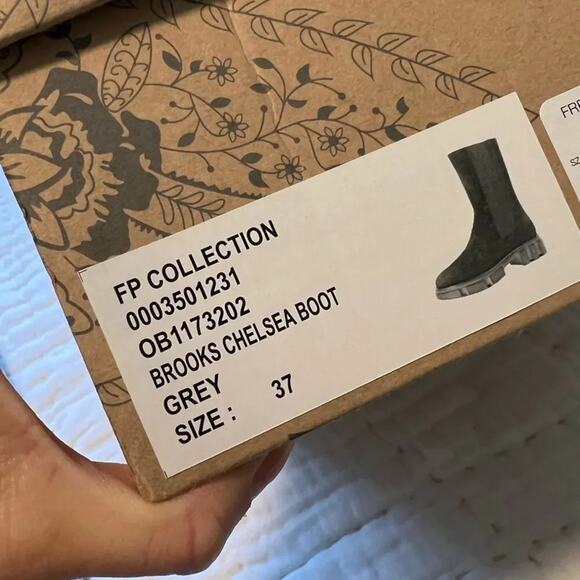 FP COLLECTION
0003501231
OB1173202
BROOKS CHELSEA BOOT
GREY
SIZE : 37